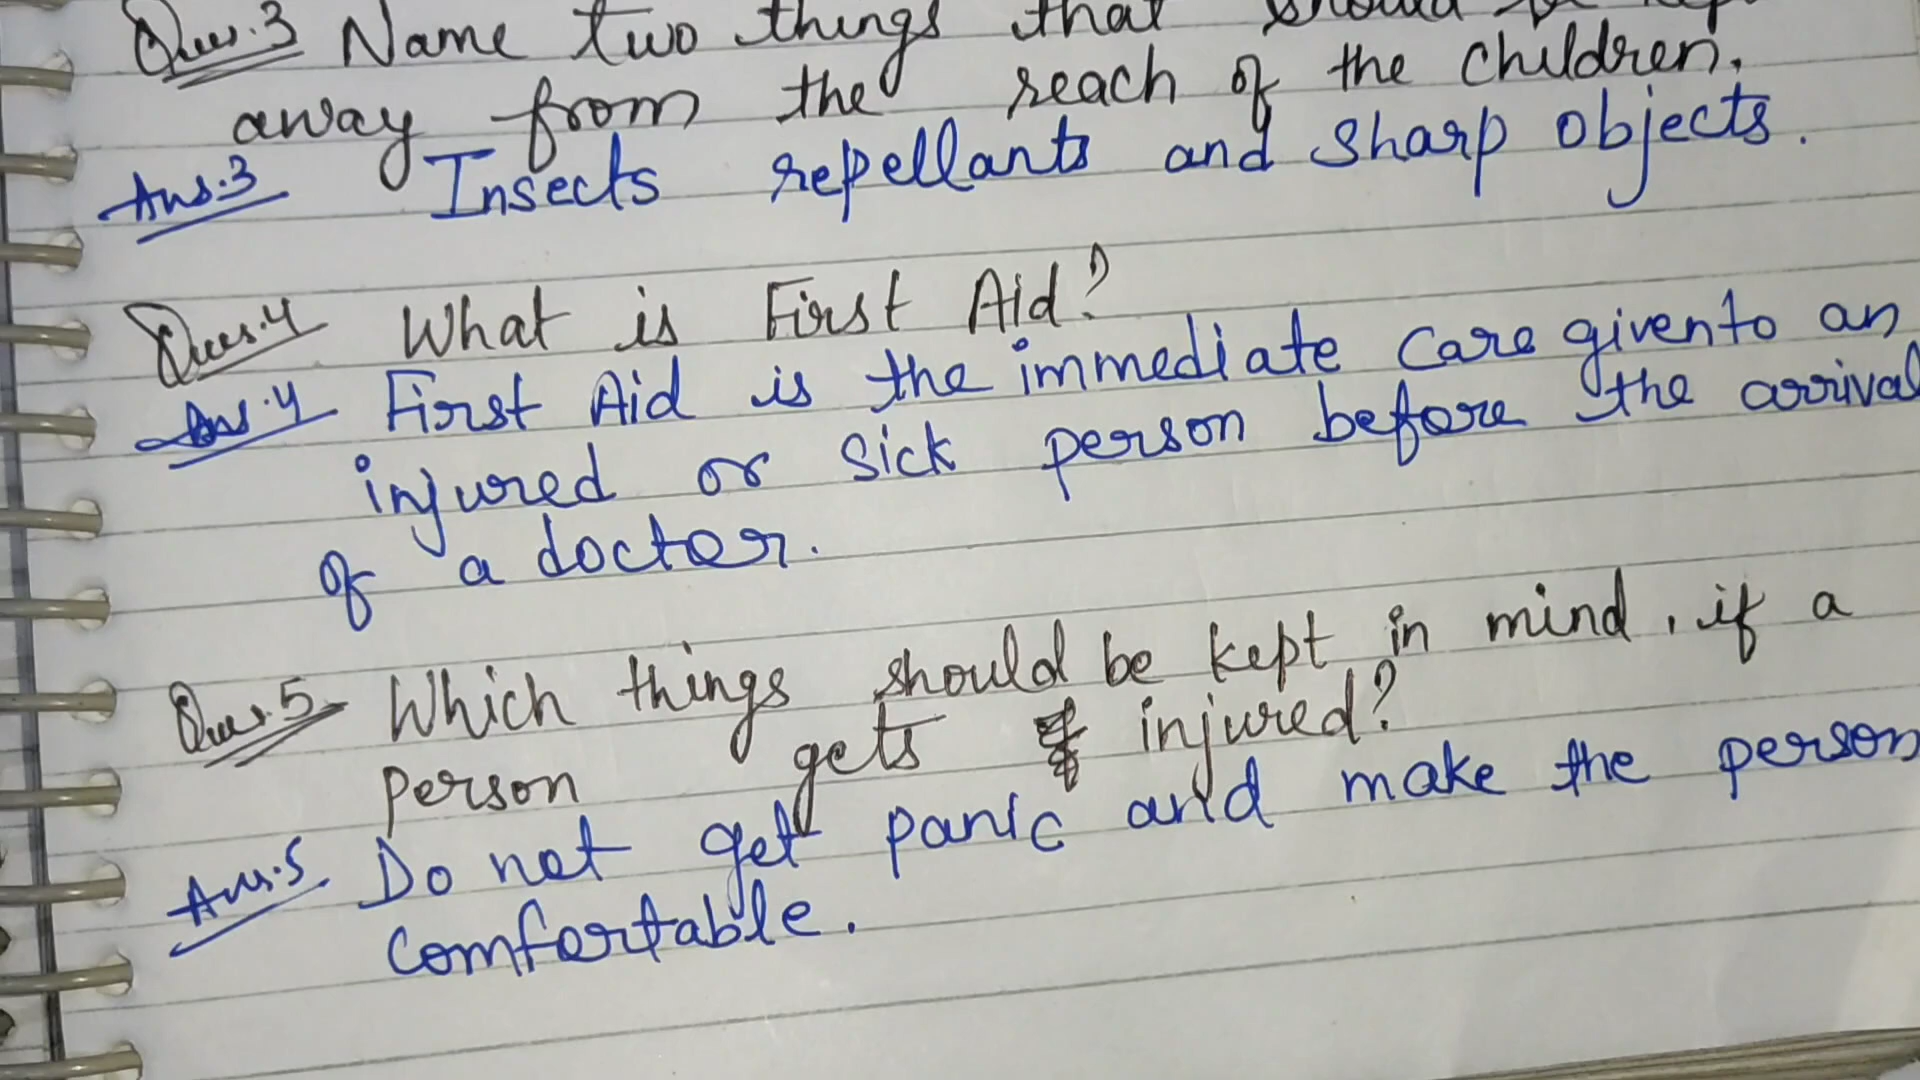 Ques.3 Name two things that should be kept
away from the reach of the children.
Ans.3 Insects repellants and sharp objects.
Ques.4 What is First Aid?
Ans.4 First Aid is the immediate care given to an
injured or sick person before the arrival
of a doctor.
Ques.5 Which things should be kept in mind, if a
person gets injured?
Ans.5 Do not get panic and make the person
comfortable.